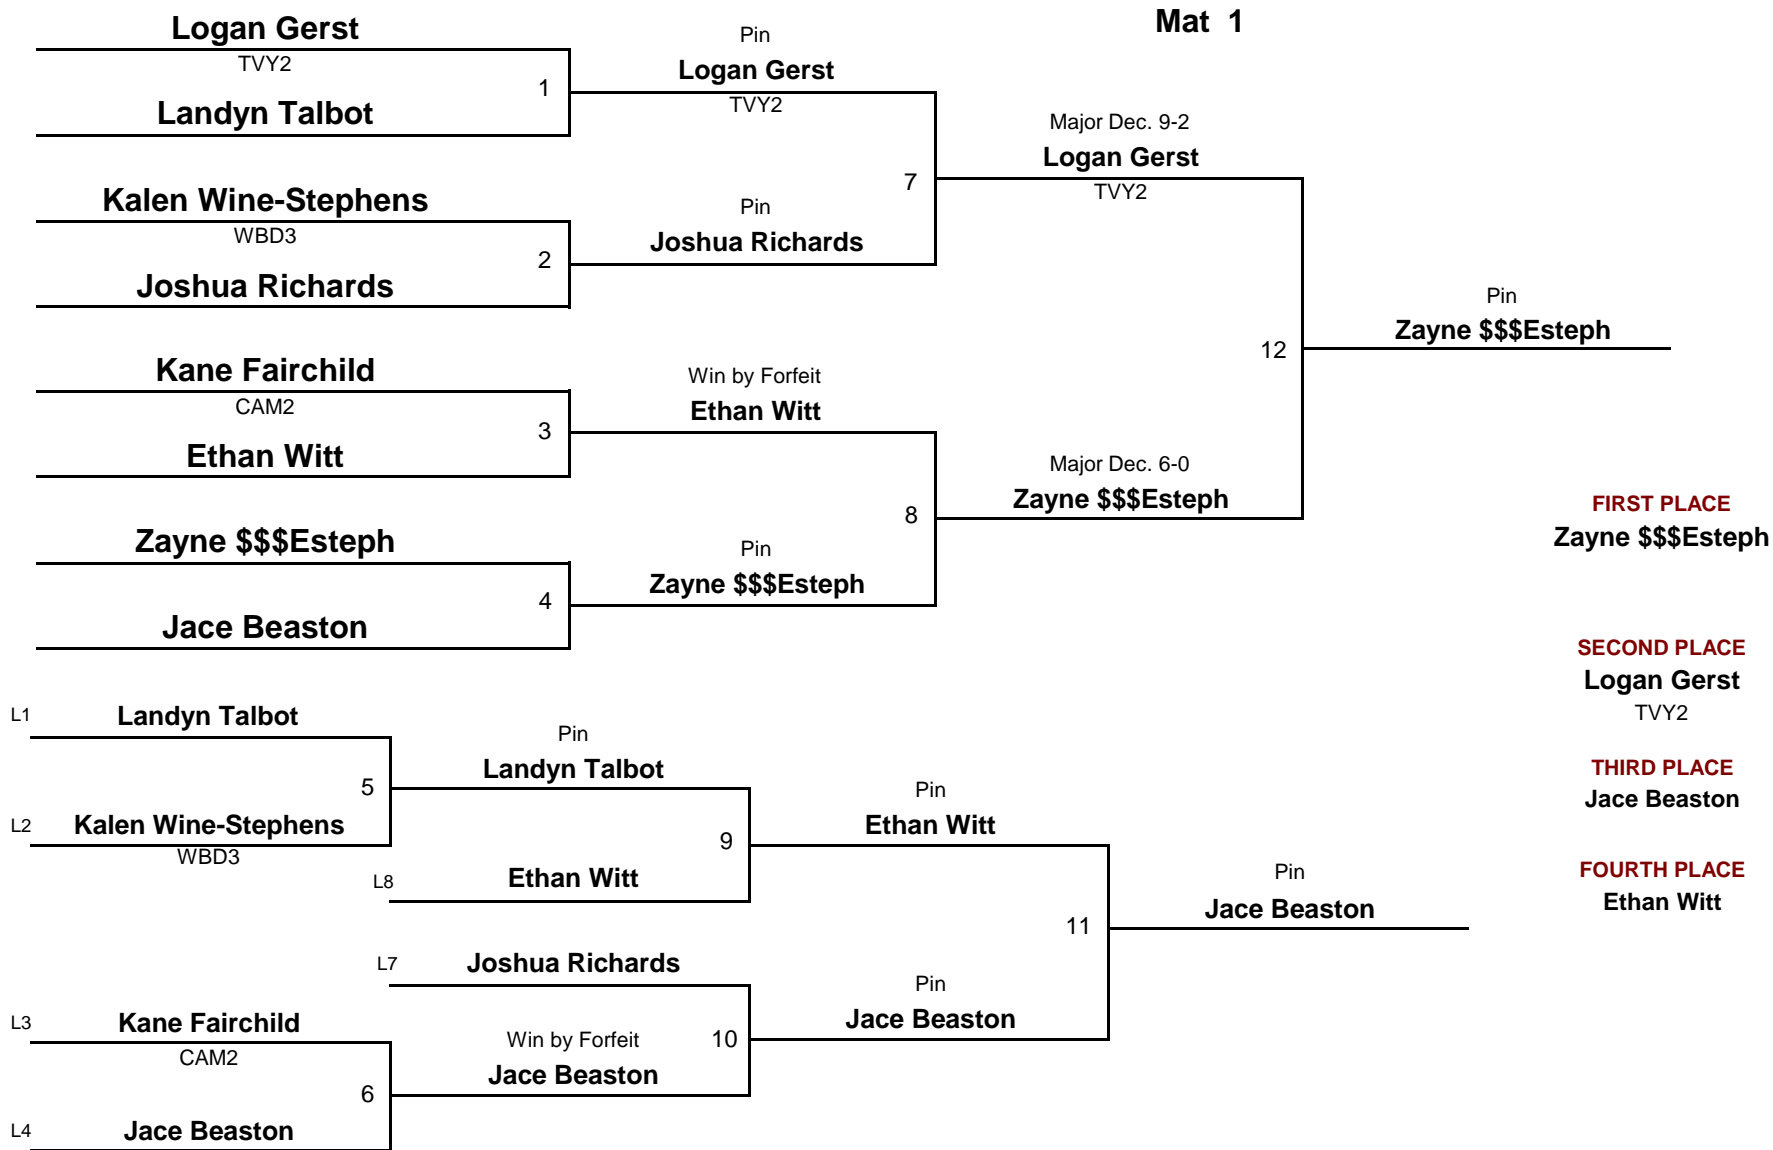 Mat 1
Logan Gerst
TVY2
1
Landyn Talbot
Kalen Wine-Stephens
WBD3
2
Joshua Richards
Kane Fairchild
CAM2
3
Ethan Witt
Zayne $$$Esteph
4
Jace Beaston
Pin
Logan Gerst
TVY2
7
Pin
Joshua Richards
Win by Forfeit
Ethan Witt
8
Pin
Zayne $$$Esteph
Major Dec. 9-2
Logan Gerst
TVY2
12
Major Dec. 6-0
Zayne $$$Esteph
Pin
Zayne $$$Esteph
L1 Landyn Talbot
5
L2 Kalen Wine-Stephens
WBD3
Pin
Landyn Talbot
9
L8 Ethan Witt
L7 Joshua Richards
L3 Kane Fairchild
CAM2
6
L4 Jace Beaston
Win by Forfeit
10
Jace Beaston
Pin
Ethan Witt
11
Pin
Jace Beaston
Pin
Jace Beaston
FIRST PLACE
Zayne $$$Esteph
SECOND PLACE
Logan Gerst
TVY2
THIRD PLACE
Jace Beaston
FOURTH PLACE
Ethan Witt